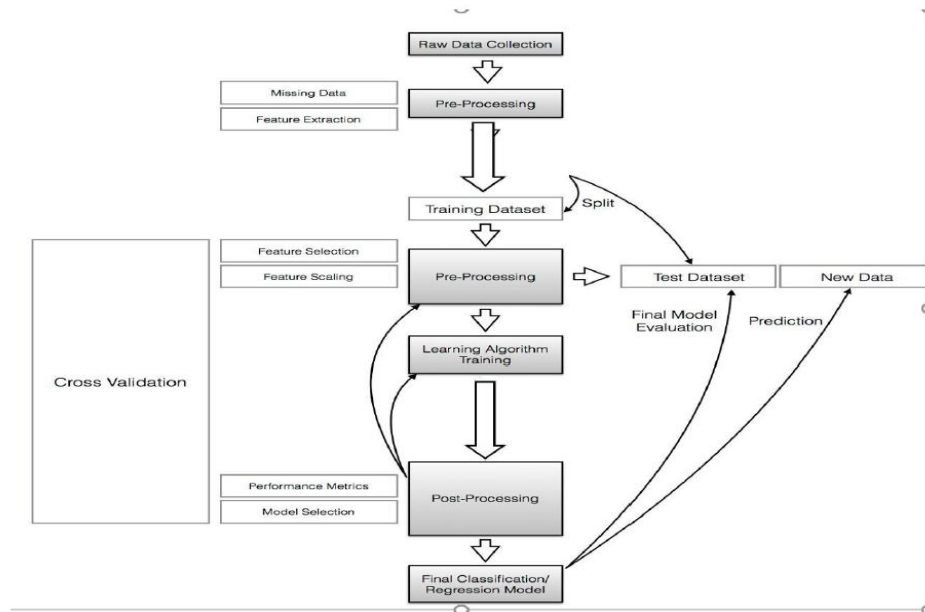 Raw Data Collection
Missing Data
Pre-Processing
Feature Extraction
Split
Training Dataset
Feature Selection
Feature Scaling
Pre-Processing
Test Dataset
New Data
Final Model
Evaluation
Prediction
Learning Algorithm
Training
Cross Validation
Performance Metrics
Post-Processing
Model Selection
Final Classification/
Regression Model